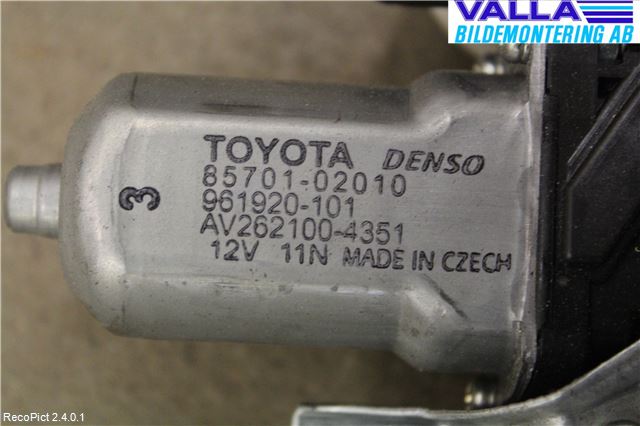 VALLA
BILDEMONTERING AB
TOYOTA DENSO
85701-02010
961920-101
AV262100-4351
12V 11N MADE IN CZECH
3
RecoPict 2.4.0.1